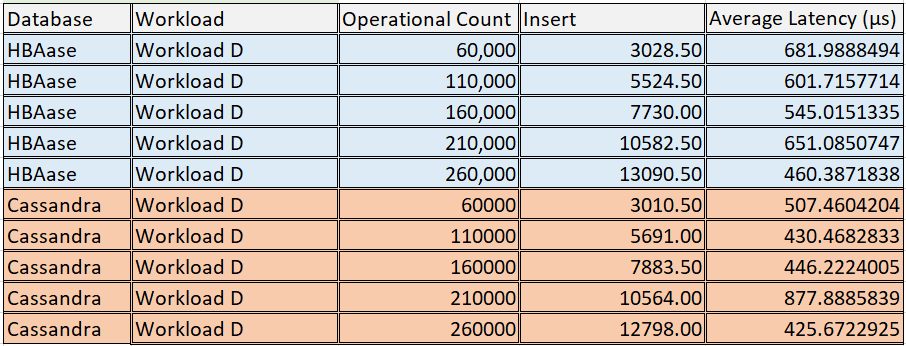 Database Workload Operational Count Insert Average Latency (µs)
HBAase Workload D 60,000 3028.50 681.9888494
HBAase Workload D 110,000 5524.50 601.7157714
HBAase Workload D 160,000 7730.00 545.0151335
HBAase Workload D 210,000 10582.50 651.0850747
HBAase Workload D 260,000 13090.50 460.3871838
Cassandra Workload D 60000 3010.50 507.4604204
Cassandra Workload D 110000 5691.00 430.4682833
Cassandra Workload D 160000 7883.50 446.2224005
Cassandra Workload D 210000 10564.00 877.8885839
Cassandra Workload D 260000 12798.00 425.6722925